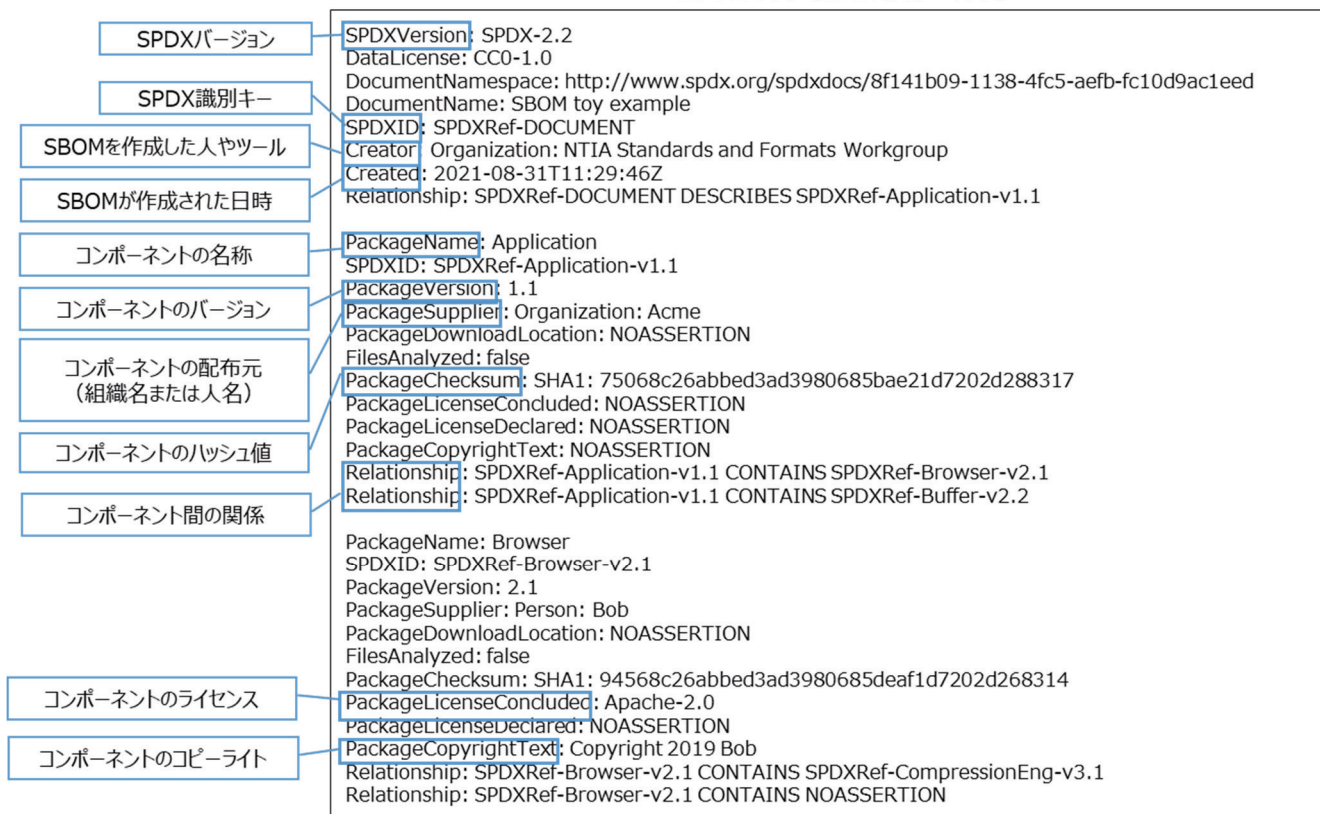 SPDXバージョン
SPDX識別キー
SBOMを作成した人やツール
SBOMが作成された日時
コンポーネントの名称
コンポーネントのバージョン
コンポーネントの配布元
（組織名または人名）
コンポーネントのハッシュ値
コンポーネント間の関係
コンポーネントのライセンス
コンポーネントのコピーライト
SPDXVersion: SPDX-2.2
DataLicense: CC0-1.0
DocumentNamespace: http://www.spdx.org/spdxdocs/8f141b09-1138-4fc5-aefb-fc10d9ac1eed
DocumentName: SBOM toy example
SPDXID: SPDXRef-DOCUMENT
Creator: Organization: NTIA Standards and Formats Workgroup
Created: 2021-08-31T11:29:46Z
Relationship: SPDXRef-DOCUMENT DESCRIBES SPDXRef-Application-v1.1
PackageName: Application
SPDXID: SPDXRef-Application-v1.1
PackageVersion: 1.1
PackageSupplier: Organization: Acme
PackageDownloadLocation: NOASSERTION
FilesAnalyzed: false
PackageChecksum: SHA1: 75068c26abbed3ad3980685bae21d7202d288317
PackageLicenseConcluded: NOASSERTION
PackageLicenseDeclared: NOASSERTION
PackageCopyrightText: NOASSERTION
Relationship: SPDXRef-Application-v1.1 CONTAINS SPDXRef-Browser-v2.1
Relationship: SPDXRef-Application-v1.1 CONTAINS SPDXRef-Buffer-v2.2
PackageName: Browser
SPDXID: SPDXRef-Browser-v2.1
PackageVersion: 2.1
PackageSupplier: Person: Bob
PackageDownloadLocation: NOASSERTION
FilesAnalyzed: false
PackageChecksum: SHA1: 94568c26abbed3ad3980685deaf1d7202d268314
PackageLicenseConcluded: Apache-2.0
PackageLicenseDeclared: NOASSERTION
PackageCopyrightText: Copyright 2019 Bob
Relationship: SPDXRef-Browser-v2.1 CONTAINS SPDXRef-CompressionEng-v3.1
Relationship: SPDXRef-Browser-v2.1 CONTAINS NOASSERTION